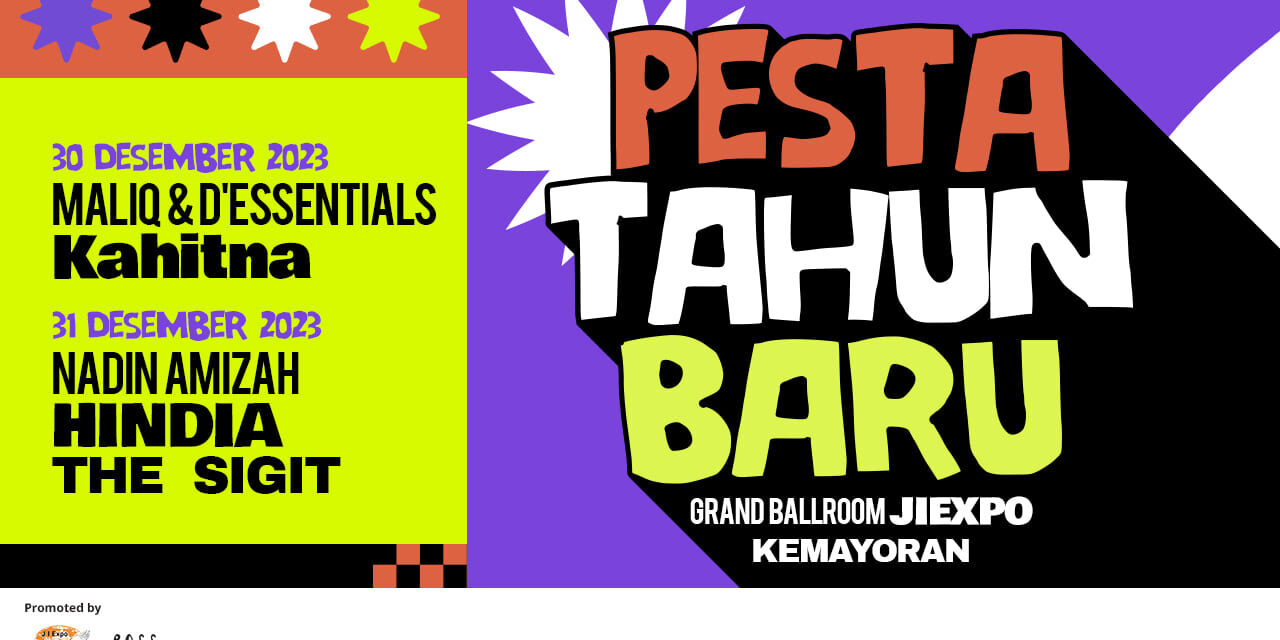 30 DESEMBER 2023
MALIQ & D'ESSENTIALS
Kahitna
31 DESEMBER 2023
NADIN AMIZAH
HINDIA
THE SIGIT
PESTA
TAHUN
BARU
GRAND BALLROOM JIEXPO
KEMAYORAN
Promoted by
JIExpo